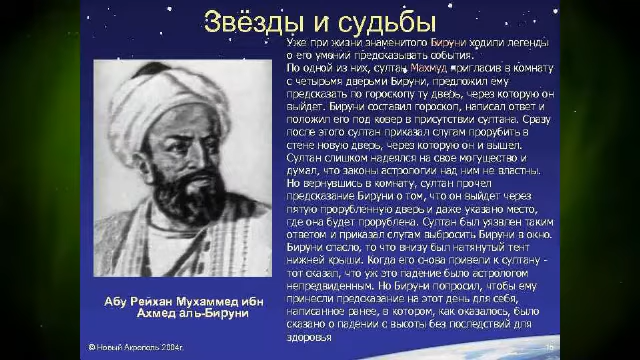 Звёзды и судьбы
Уже при жизни знаменитого Бируни ходили легенды
о его умении предсказывать события.
По одной из них, султан Махмуд пригласив в комнату
с четырьмя дверьми Бируни, предложил ему
предсказать по гороскопу ту дверь, через которую он
выйдет. Бируни составил гороскоп, написал ответ и
положил его под ковер в присутствии султана. Сразу
после этого султан приказал слугам прорубить в
стене новую дверь, через которую он и вышел.
Султан слишком надеялся на свое могущество и
думал, что законы астрологии над ним не властны.
Но вернувшись в комнату, султан прочел
предсказание Бируни о том, что он выйдет через
пятую прорубленную дверь и даже указано место,
где она будет прорублена. Султан был уязвлен таким
ответом и приказал слугам выбросить Бируни в окно.
Бируни спасло, то что внизу был натянутый тент
нижней крыши. Когда его снова привели к султану -
тот сказал, что уж это падение было астрологом
непредвиденным. Но Бируни попросил, чтобы ему
принесли предсказание на этот день для себя,
написанное ранее, в котором, как оказалось, было
сказано о падении с высоты без последствий для
здоровья
Абу Рейхан Мухаммед ибн
Ахмед аль-Бируни
© Новый Акрополь 2004г.